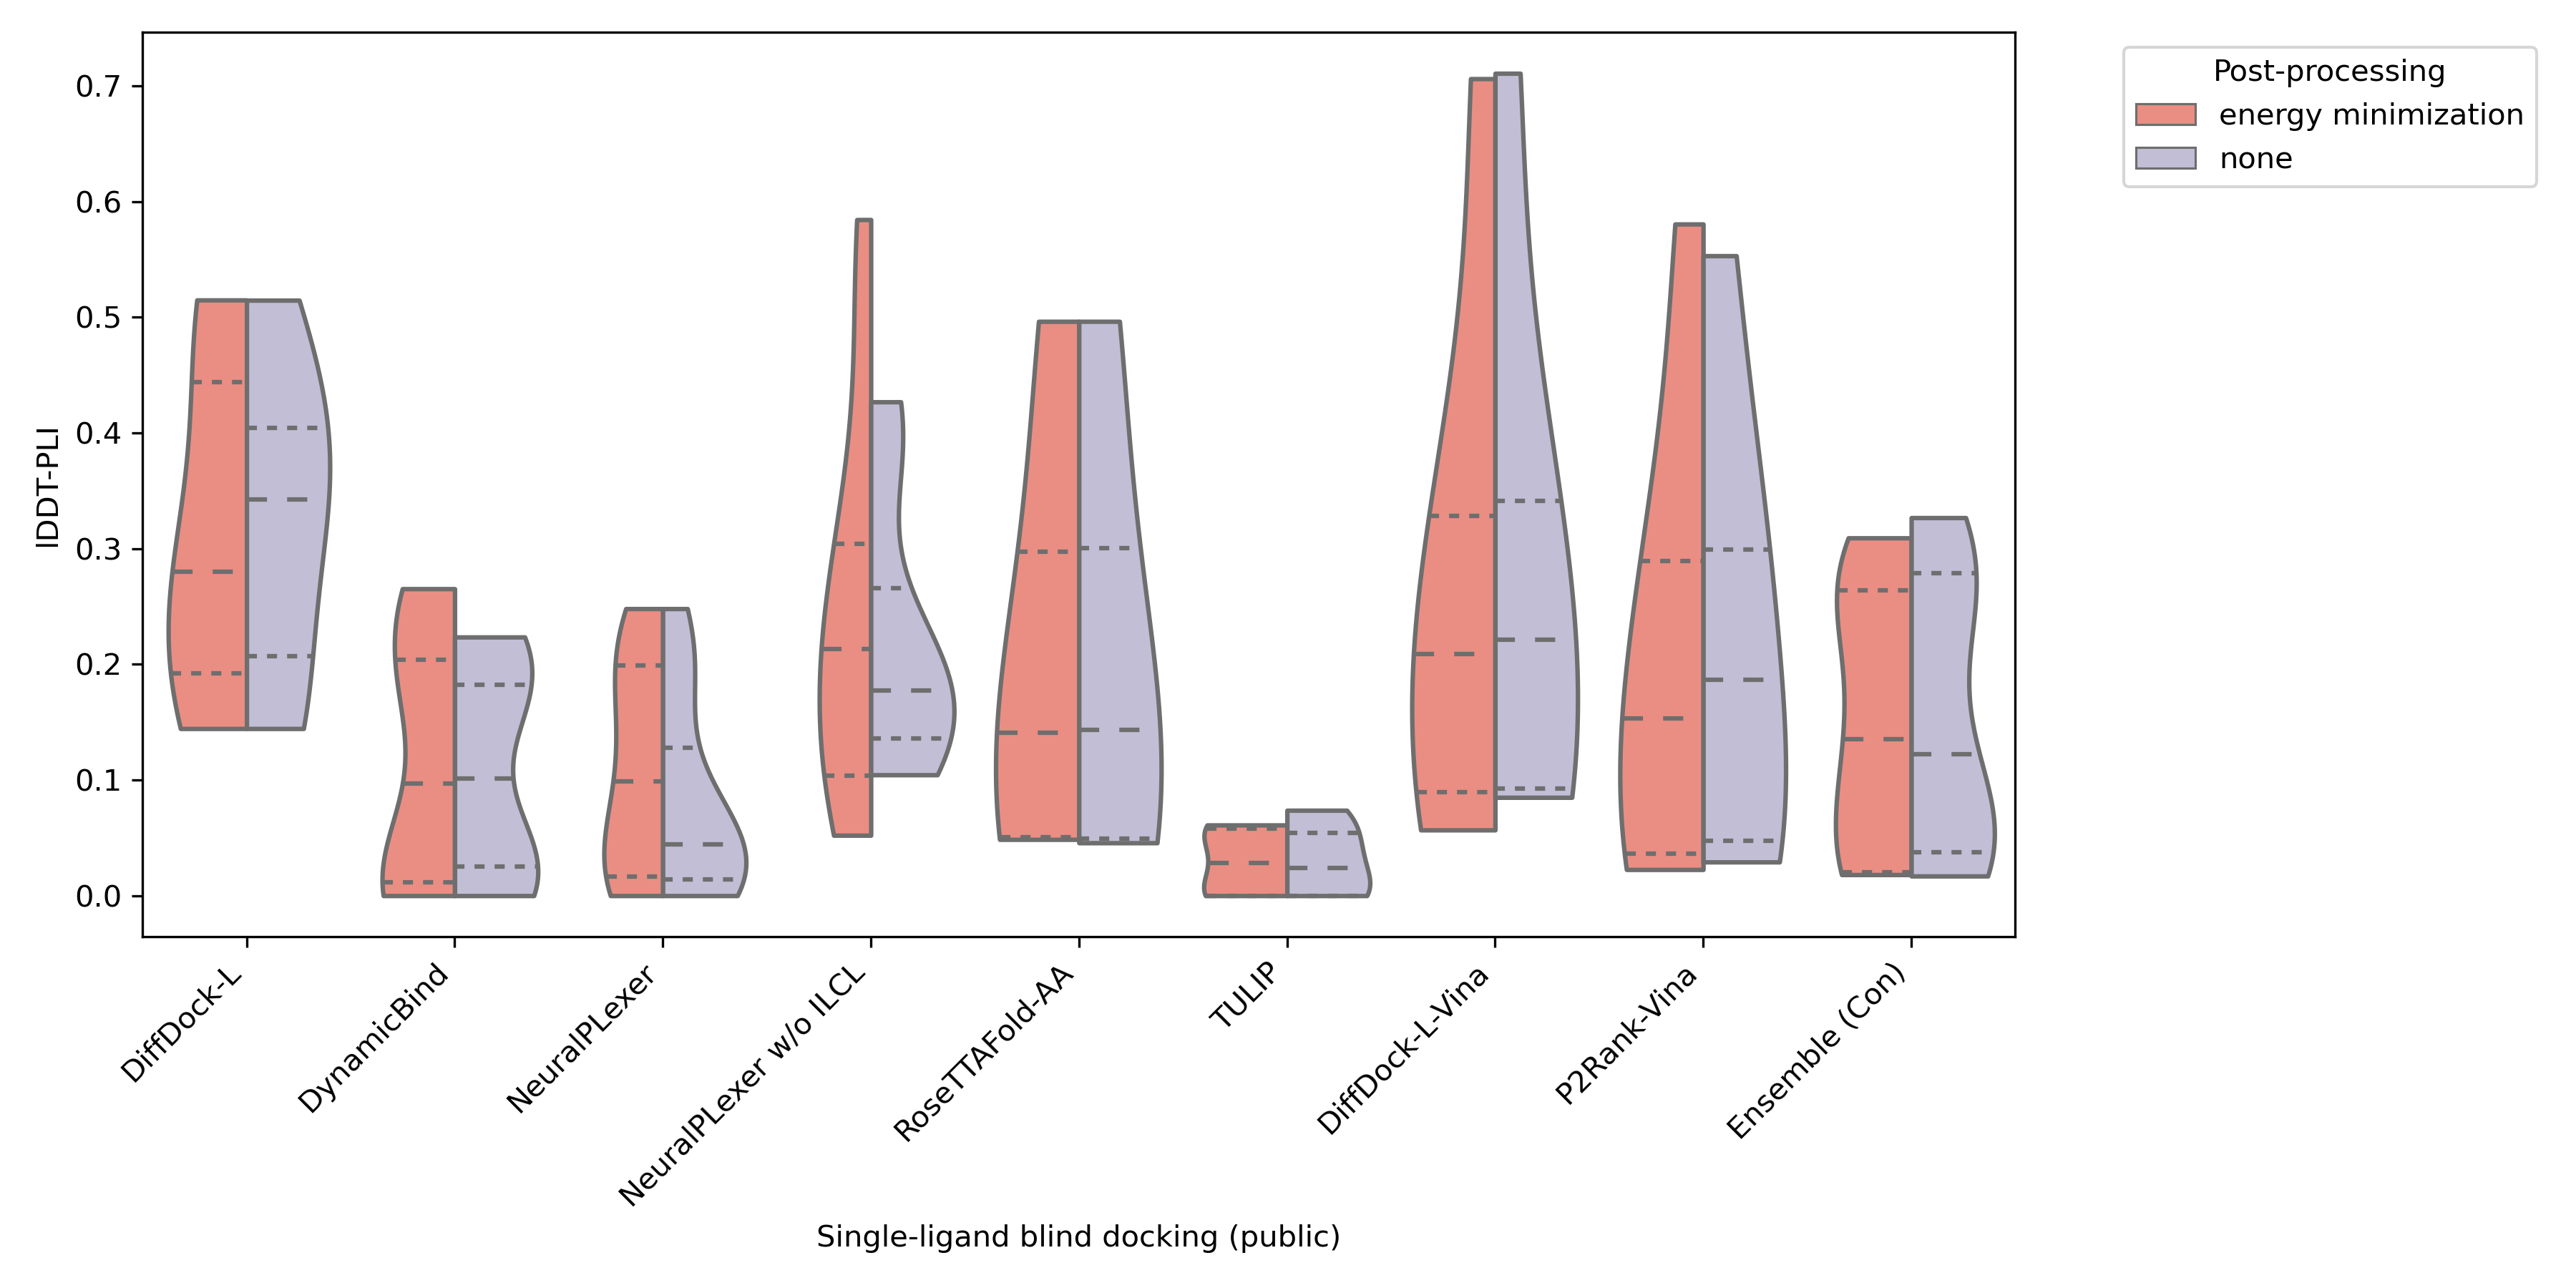 Post-processing
energy minimization
none
lDDT-PLI
0.7
0.6
0.5
0.4
0.3
0.2
0.1
0.0
DiffDock-L
DynamicBind
NeuralPLexer
NeuralPLexer w/o ILCL
RoseTTAFold-AA
TULIP
DiffDock-L-Vina
P2Rank-Vina
Ensemble (Con)
Single-ligand blind docking (public)